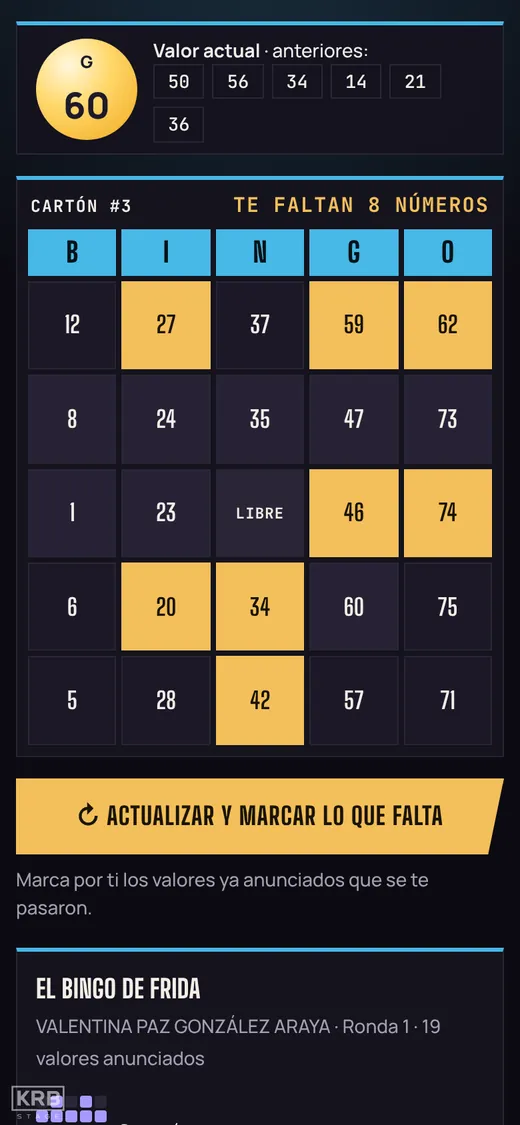 G
60
Valor actual · anteriores:
50 56 34 14 21
36
CARTÓN #3 TE FALTAN 8 NÚMEROS
B I N G O
12 27 37 59 62
8 24 35 47 73
1 23 LIBRE 46 74
6 20 34 60 75
5 28 42 57 71
↻ ACTUALIZAR Y MARCAR LO QUE FALTA
Marca por ti los valores ya anunciados que se te
pasaron.
EL BINGO DE FRIDA
VALENTINA PAZ GONZÁLEZ ARAYA · Ronda 1 · 19
valores anunciados
KRB